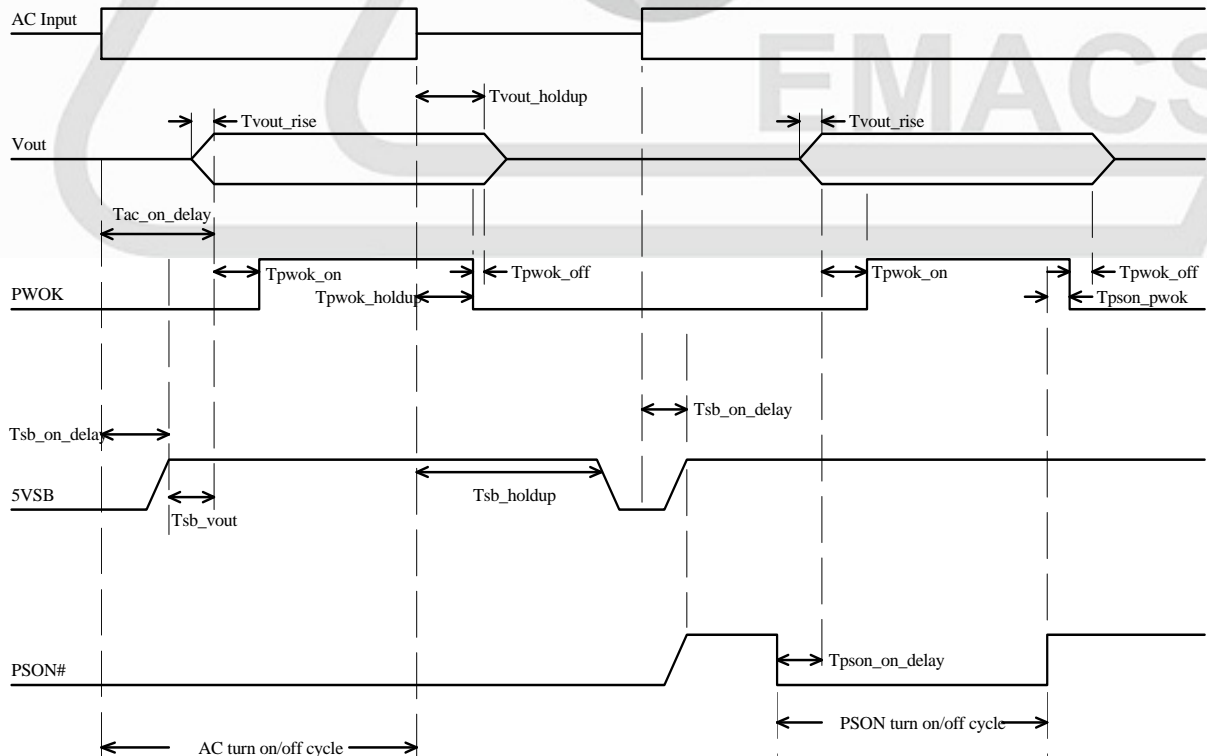 AC Input
EMACS
Tvout_holdup
Tvout_rise
Tvout_rise
Vout
Tac_on_delay
Tpwok_on
Tpwok_off
Tpwok_on
Tpwok_off
PWOK
Tpwok_holdup
Tpson_pwok
Tsb_on_delay
Tsb_on_delay
5VSB
Tsb_holdup
Tsb_vout
PSON#
Tpson_on_delay
AC turn on/off cycle
PSON turn on/off cycle